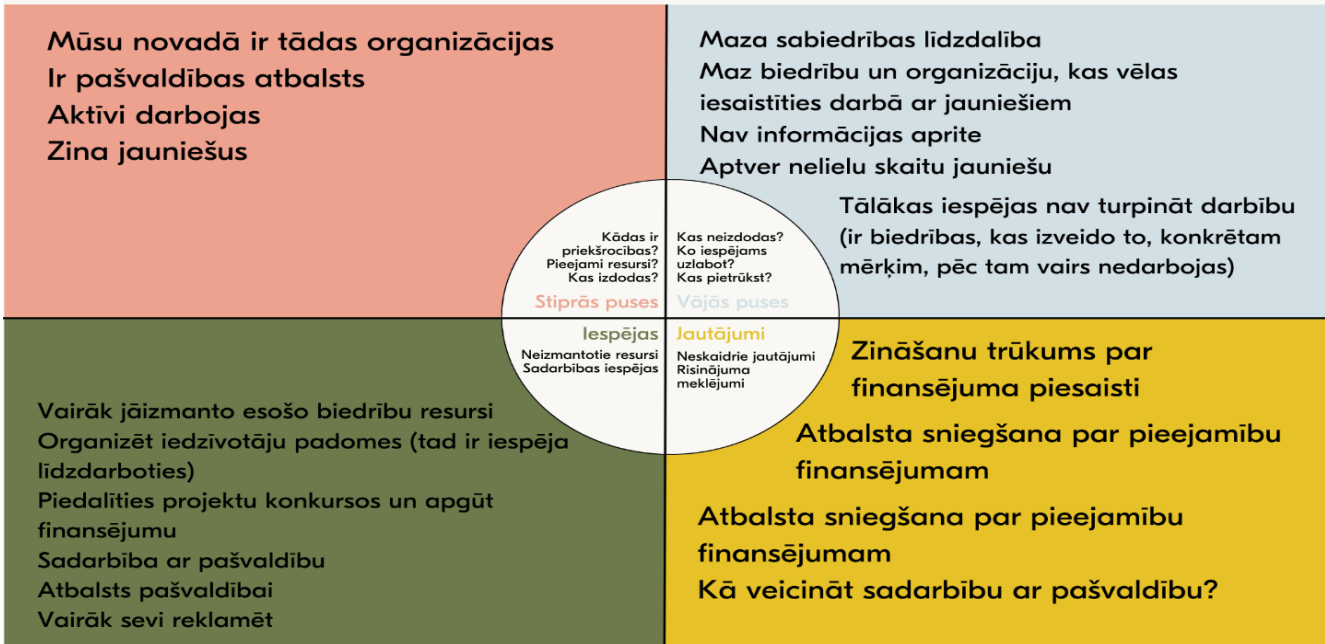 Mūsu novadā ir tādas organizācijas
Ir pašvaldības atbalsts
Aktīvi darbojas
Zina jauniešus
Maza sabiedrības līdzdalība
Maz biedrību un organizāciju, kas vēlas
iesaistīties darbā ar jauniešiem
Nav informācijas aprite
Aptver nelielu skaitu jauniešu
Tālākas iespējas nav turpināt darbību
(ir biedrības, kas izveido to, konkrētam
mērķim, pēc tam vairs nedarbojas)
Kādas ir
priekšrocības?
Pieejami resursi?
Kas izdodas?
Stiprās puses
Kas neizdodas?
Ko iespējams
uzlabot?
Kas pietrūkst?
Vājās puses
Iespējas
Neizmantotie resursi
Sadarbības iespējas
Jautājumi
Neskaidrie jautājumi
Risinājuma
meklējumi
Vairāk jāizmanto esošo biedrību resursi
Organizēt iedzīvotāju padomes (tad ir iespēja
līdzdarboties)
Piedalīties projektu konkursos un apgūt
finansējumu
Sadarbība ar pašvaldību
Atbalsts pašvaldībai
Vairāk sevi reklamēt
Zināšanu trūkums par
finansējuma piesaisti
Atbalsta sniegšana par pieejamību
finansējumam
Atbalsta sniegšana par pieejamību
finansējumam
Kā veicināt sadarbību ar pašvaldību?